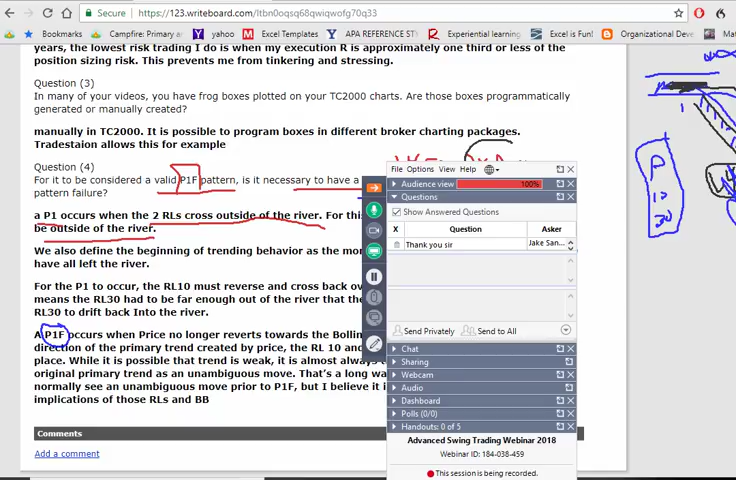 Secure https://123.writeboard.com/ltbn0oqsq68qwiqwofg70q33
Bookmarks Campfire: Primary a yahoo my Excel Templates APA REFERENCE ST Experiential learning Excel is Fun Blogger Organization
years, the lowest risk trading I do is when my execution R is approximately one third or less of the
position sizing risk. This prevents me from tinkering and stressing.
Question (3)
In many of your videos, you have frog boxes plotted on your TC2000 charts. Are those boxes programmatically
generated or manually created?
manually in TC2000. It is possible to program boxes in different broker charting packages.
Tradestaion allows this for example
Question (4)
For it to be considered a valid P1F pattern, is it necessary to have a
pattern failure?
a P1 occurs when the 2 RLs cross outside of the river. For this
be outside of the river.
We also define the beginning of trending behavior as the mo
have all left the river.
For the P1 to occur, the RL10 must reverse and cross back ov
means the RL30 had to be far enough out of the river that the
RL30 to drift back Into the river.
A P1F occurs when Price no longer reverts towards the Bollin
direction of the primary trend created by price, the RL 10 and
place. While it is possible that trend is weak, it is almost always
original primary trend as an unambiguous move. That's a long wa
normally see an unambiguous move prior to P1F, but I believe it i
implications of those RLs and BB
Comments
Add a comment
File Options View Help
Audience view 100%
Questions
Show Answered Questions
X Question Asker
Thank you sir Jake San...
Send Privately Send to All
Chat
Sharing
Webcam
Audio
Dashboard
Polls (0/0)
Handouts: 0 of 5
Advanced Swing Trading Webinar 2018
Webinar ID: 184-038-459
This session is being recorded.
P
10
30